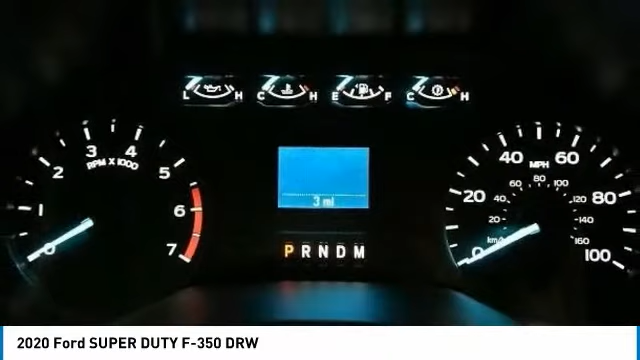 L H C H E F C H
0 1 2 3 4 5 6 7
RPM X 1000
3 mi
P R N D M
0 20 40 60 80 100
MPH
20 40 60 80 100 120 140 160
km/h
2020 Ford SUPER DUTY F-350 DRW